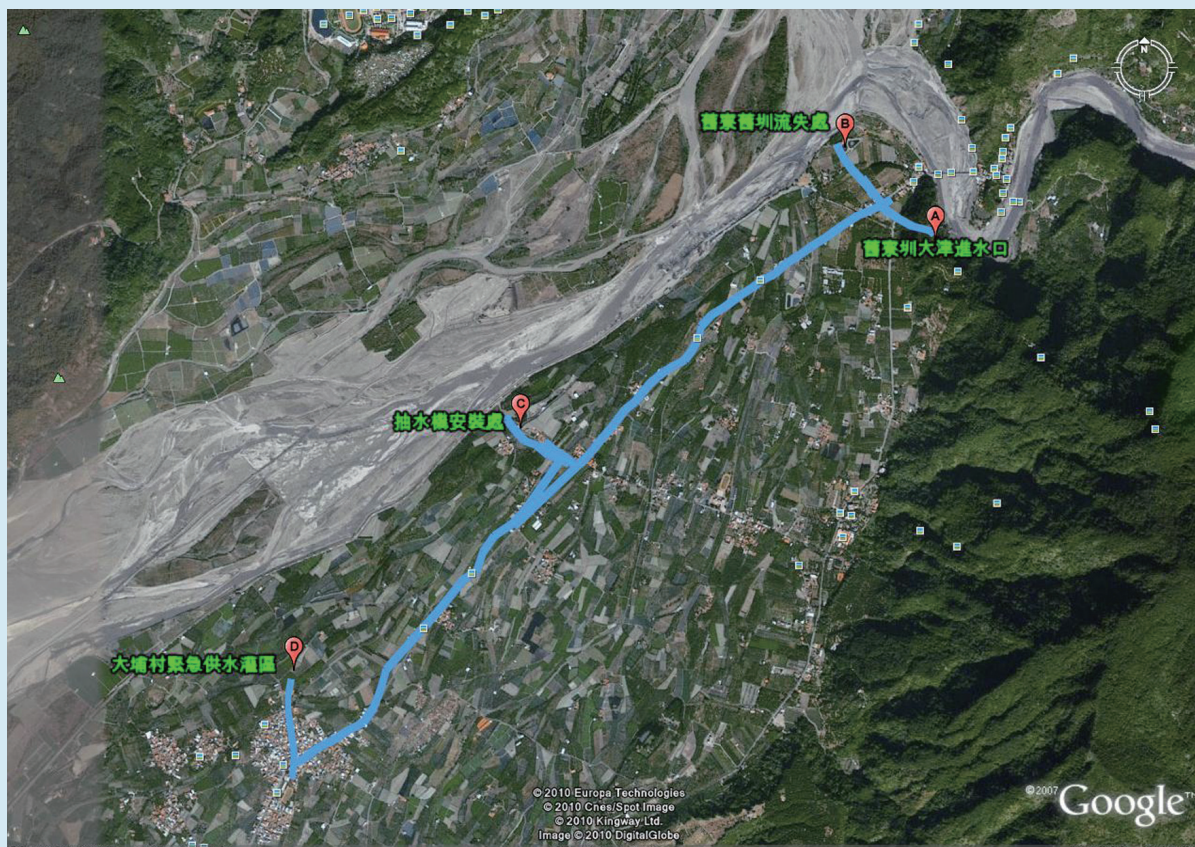 N
舊寮舊圳流失處
B
A
舊寮圳大津進水口
C
抽水機安裝處
D
大埔村緊急供水灌區
© 2010 Europa Technologies
© 2010 Cnes/Spot Image
© 2010 Kingway Ltd.
Image © 2010 DigitalGlobe
©2007 Google™